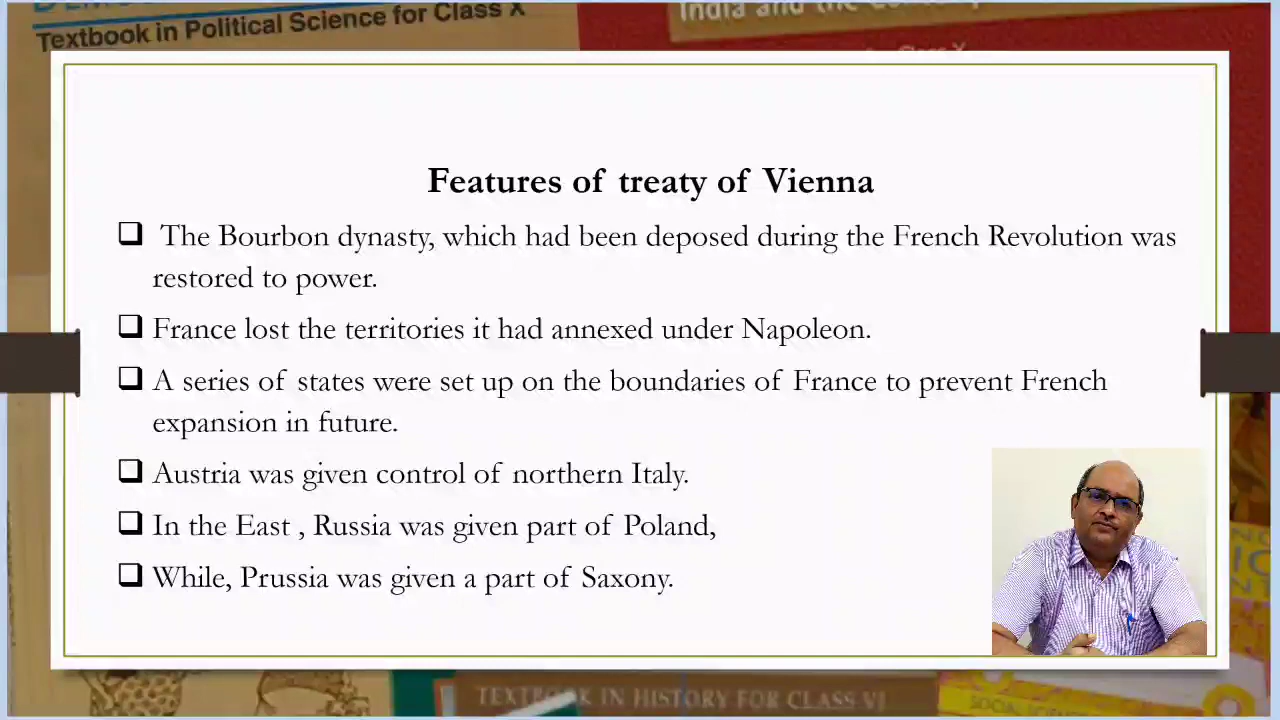 Textbook in Political Science for Class X
India and the
Features of treaty of Vienna
The Bourbon dynasty, which had been deposed during the French Revolution was
restored to power.
France lost the territories it had annexed under Napoleon.
A series of states were set up on the boundaries of France to prevent French
expansion in future.
Austria was given control of northern Italy.
In the East , Russia was given part of Poland,
While, Prussia was given a part of Saxony.
TEXTBOOK IN HISTORY FOR CLASS VI